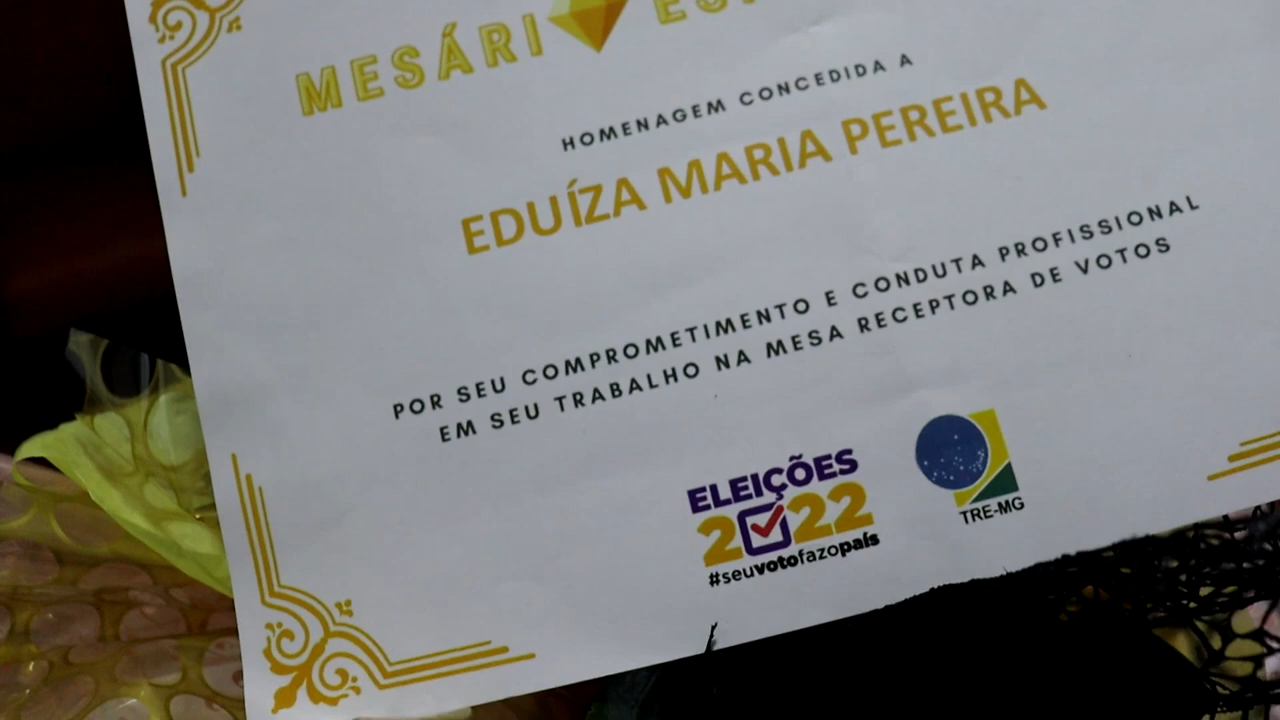 MESÁRI
HOMENAGEM CONCEDIDA A
EDUÍZA MARIA PEREIRA
POR SEU COMPROMETIMENTO E CONDUTA PROFISSIONAL
EM SEU TRABALHO NA MESA RECEPTORA DE VOTOS
ELEIÇÕES
2022
#seuvotofazopaís
TRE-MG